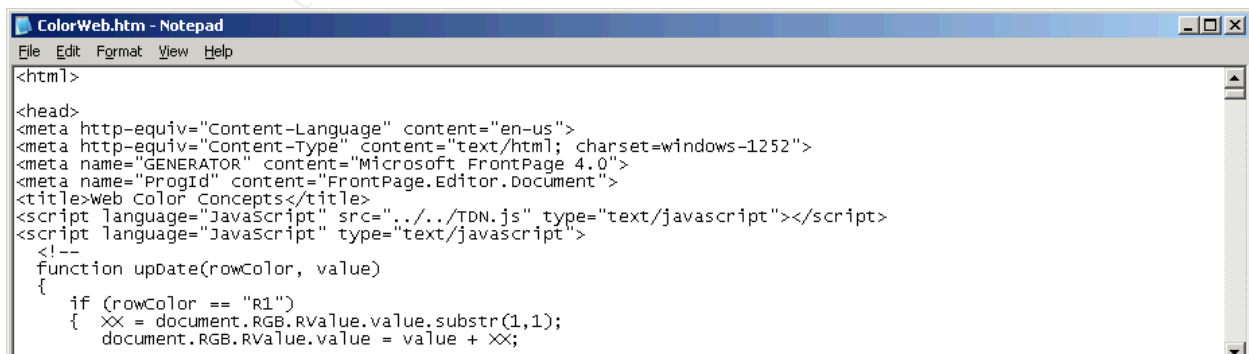 ColorWeb.htm - Notepad
File Edit Format View Help
<html>
<head>
<meta http-equiv="Content-Language" content="en-us">
<meta http-equiv="Content-Type" content="text/html; charset=windows-1252">
<meta name="GENERATOR" content="Microsoft FrontPage 4.0">
<meta name="ProgId" content="FrontPage.Editor.Document">
<title>Web Color Concepts</title>
<script language="JavaScript" src="../../TDN.js" type="text/javascript"></script>
<script language="JavaScript" type="text/javascript">
<!--
function upDate(rowColor, value)
{
if (rowColor == "R1")
{ XX = document.RGB.RValue.value.substr(1,1);
document.RGB.RValue.value = value + XX;